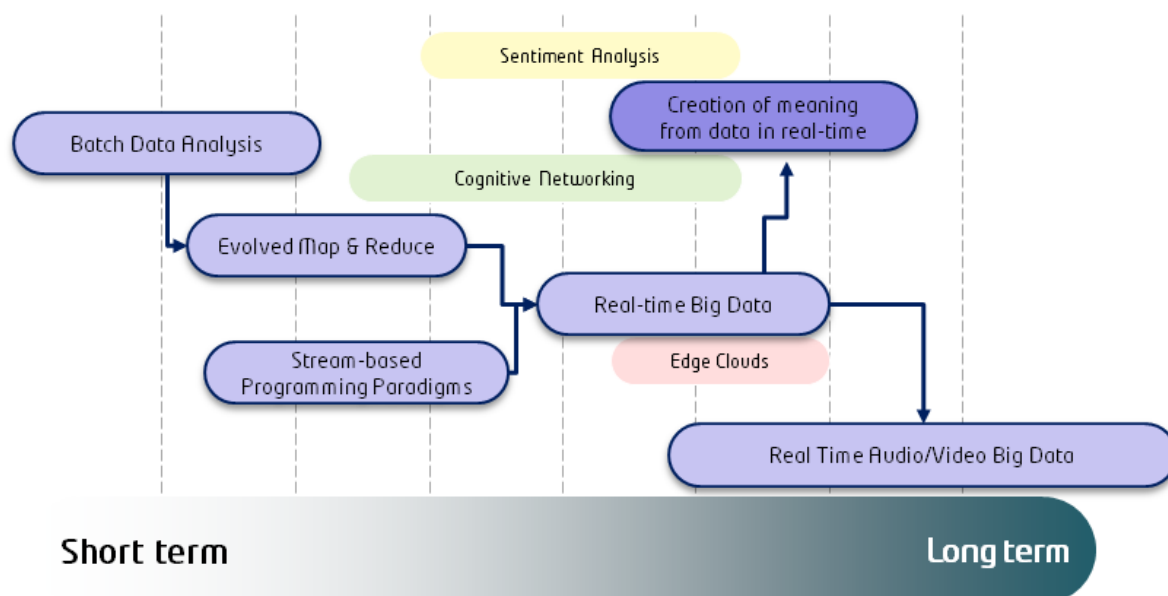 Sentiment Analysis
Creation of meaning
from data in real-time
Batch Data Analysis
Cognitive Networking
Evolved Map & Reduce
Real-time Big Data
Stream-based
Programming Paradigms
Edge Clouds
Real Time Audio/Video Big Data
Short term
Long term